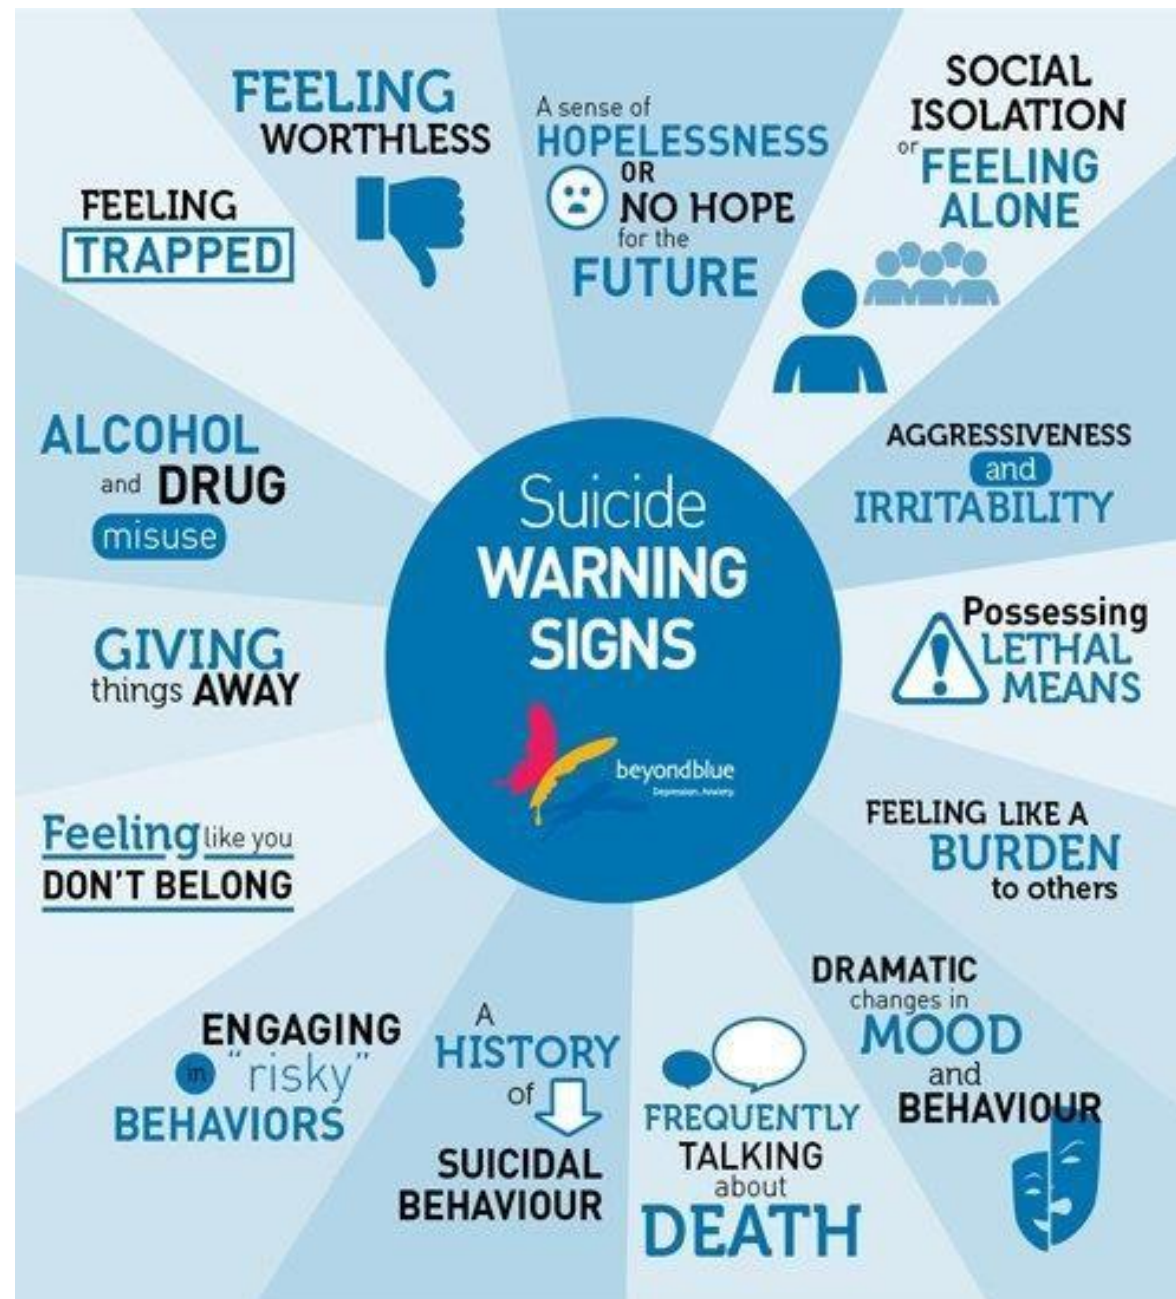 Suicide
WARNING
SIGNS
beyondblue
Depression. Anxiety.
FEELING
WORTHLESS
A sense of
HOPELESSNESS
OR
NO HOPE
for the
FUTURE
SOCIAL
ISOLATION
or FEELING
ALONE
AGGRESSIVENESS
and
IRRITABILITY
Possessing
LETHAL
MEANS
FEELING LIKE A
BURDEN
to others
DRAMATIC
changes in
MOOD
and
BEHAVIOUR
FREQUENTLY
TALKING
about
DEATH
A
HISTORY
of
SUICIDAL
BEHAVIOUR
ENGAGING
in "risky"
BEHAVIORS
Feeling like you
DON'T BELONG
GIVING
things AWAY
ALCOHOL
and DRUG
misuse
FEELING
TRAPPED